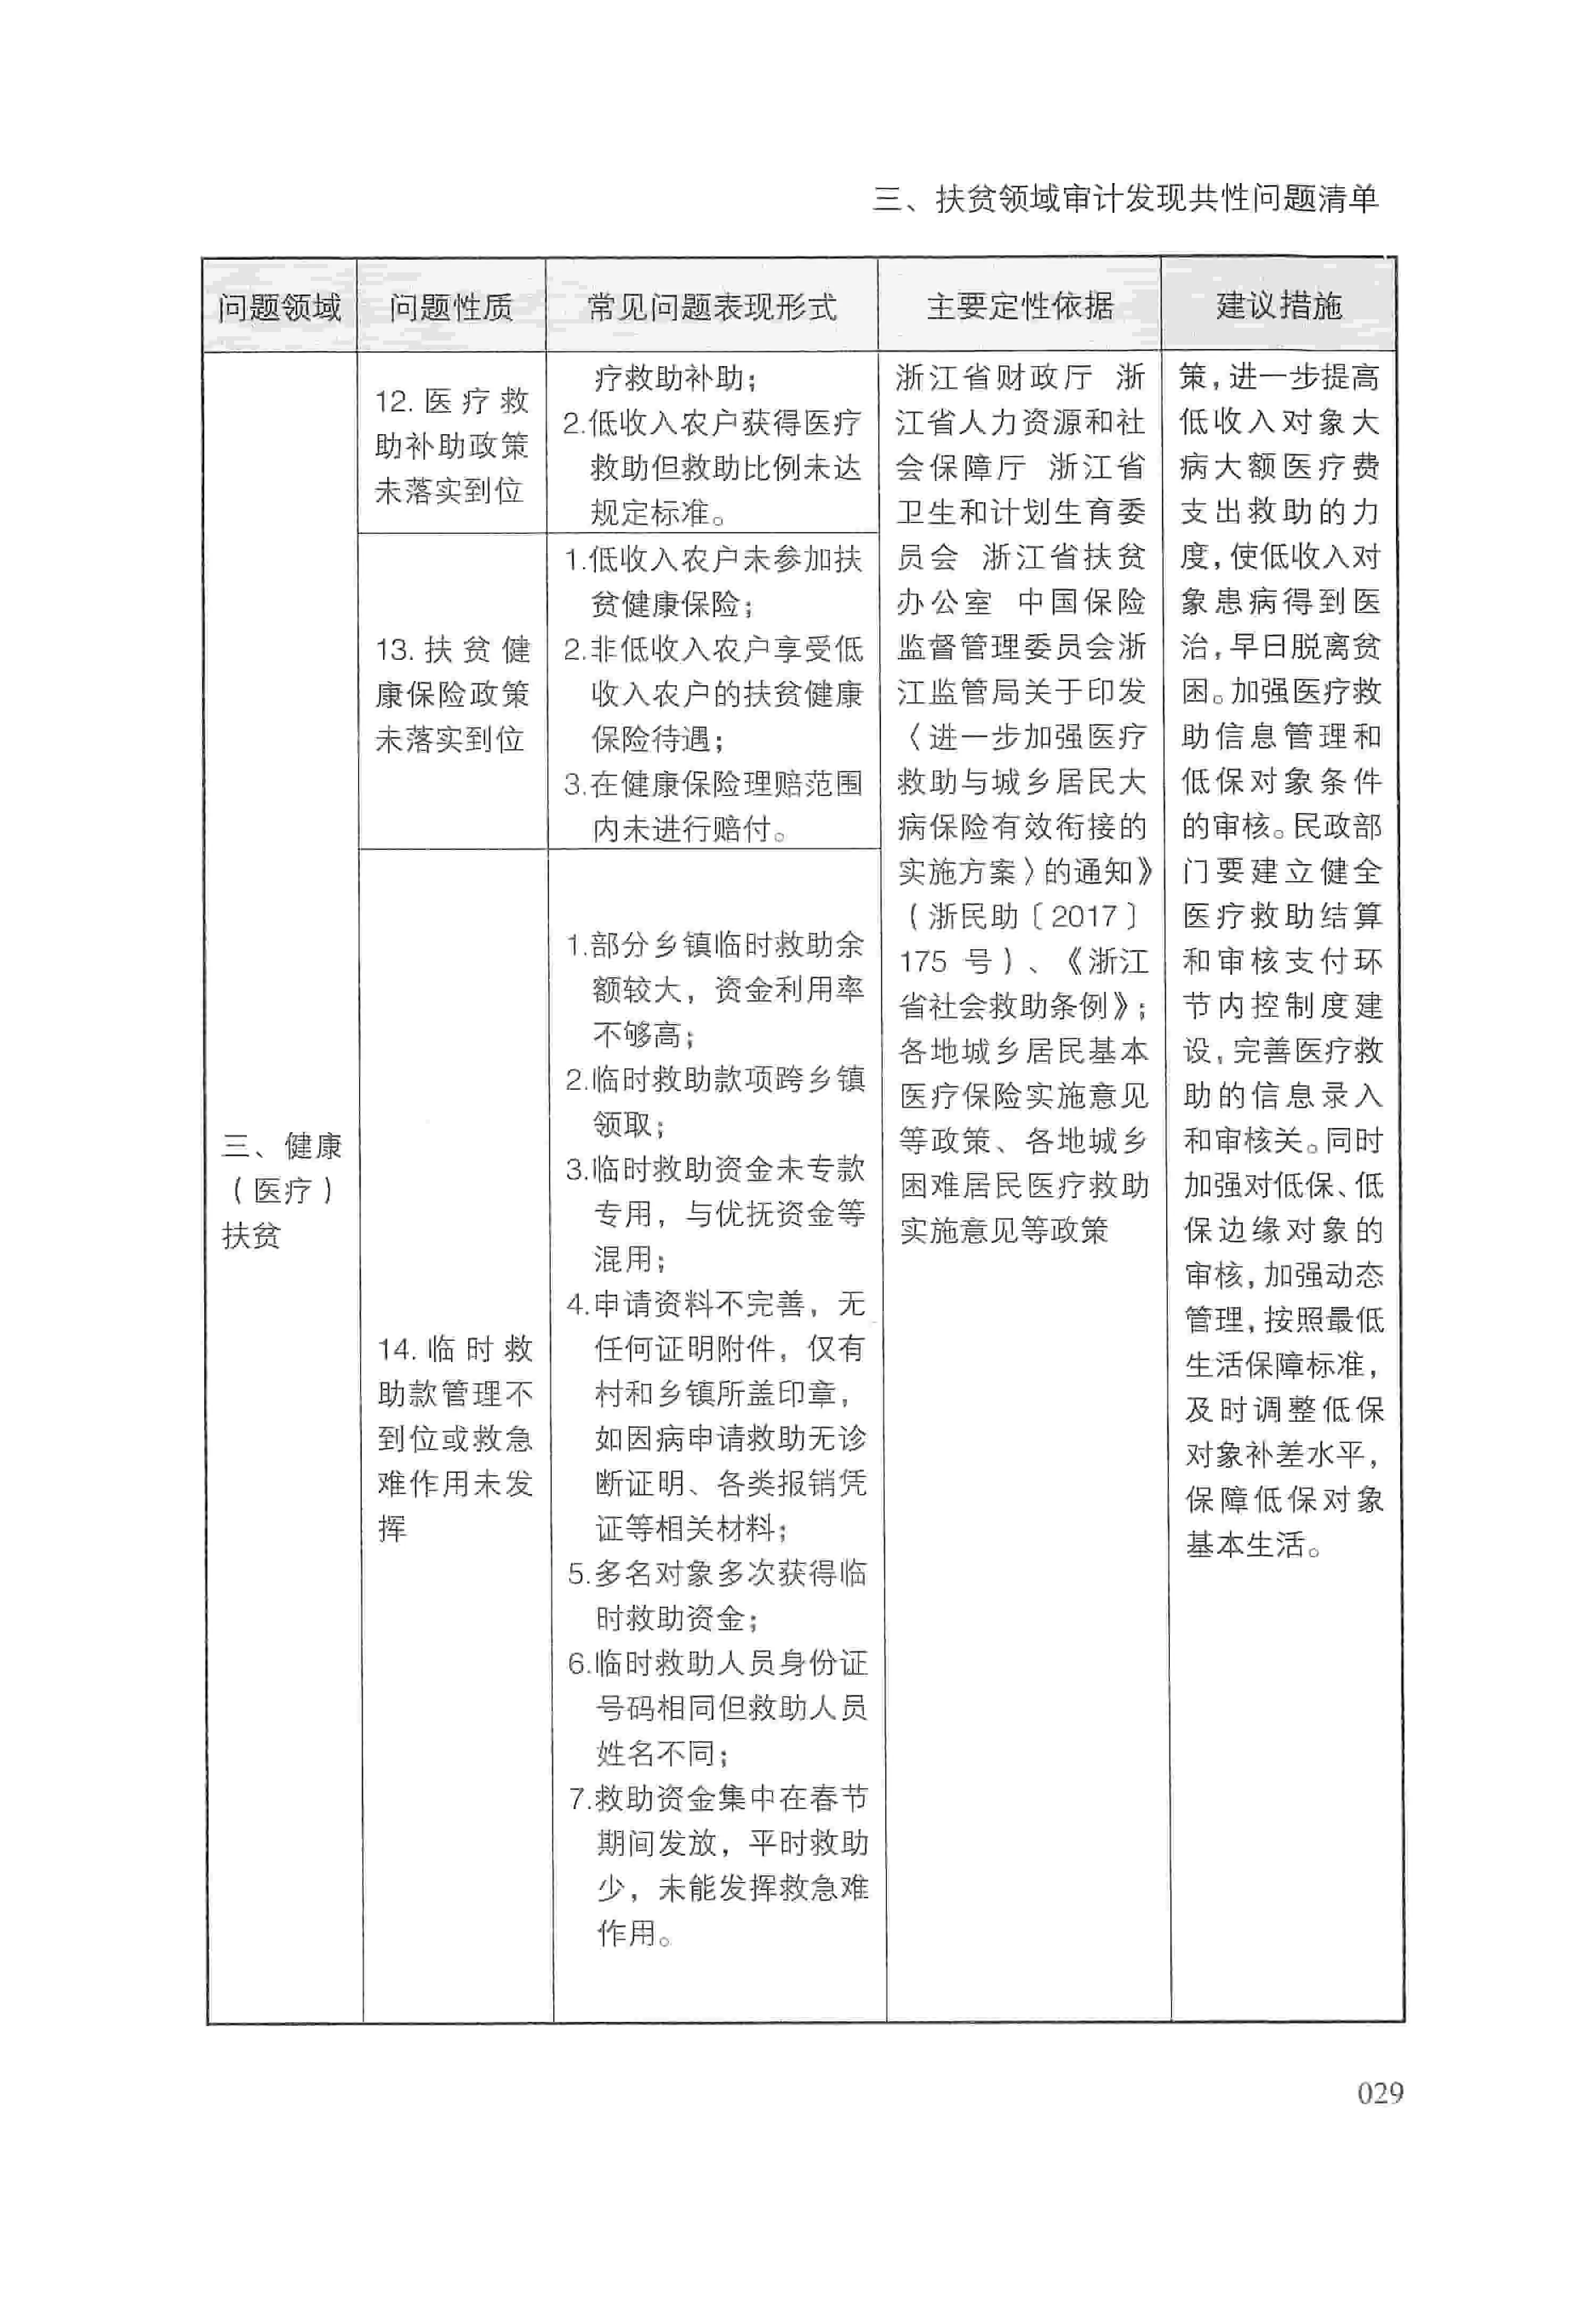 三、扶贫领域审计发现共性问题清单
问题领域
问题性质
常见问题表现形式
主要定性依据
建议措施
三、健康
（医疗）
扶贫
12. 医疗救
助补助政策
未落实到位
疗救助补助；
2.低收入农户获得医疗
救助但救助比例未达
规定标准。
13. 扶贫健
康保险政策
未落实到位
1.低收入农户未参加扶
贫健康保险；
2.非低收入农户享受低
收入农户的扶贫健康
保险待遇；
3.在健康保险理赔范围
内未进行赔付。
14. 临时救
助款管理不
到位或救急
难作用未发
挥
1.部分乡镇临时救助余
额较大，资金利用率
不够高；
2.临时救助款项跨乡镇
领取；
3.临时救助资金未专款
专用，与优抚资金等
混用；
4.申请资料不完善，无
任何证明附件，仅有
村和乡镇所盖印章，
如因病申请救助无诊
断证明、各类报销凭
证等相关材料；
5.多名对象多次获得临
时救助资金；
6.临时救助人员身份证
号码相同但救助人员
姓名不同；
7.救助资金集中在春节
期间发放，平时救助
少，未能发挥救急难
作用。
浙江省财政厅 浙
江省人力资源和社
会保障厅 浙江省
卫生和计划生育委
员会 浙江省扶贫
办公室 中国保险
监督管理委员会浙
江监管局关于印发
〈进一步加强医疗
救助与城乡居民大
病保险有效衔接的
实施方案〉的通知》
（浙民助〔2017〕
175 号）、《浙江
省社会救助条例》；
各地城乡居民基本
医疗保险实施意见
等政策、各地城乡
困难居民医疗救助
实施意见等政策
策，进一步提高
低收入对象大
病大额医疗费
支出救助的力
度，使低收入对
象患病得到医
治，早日脱离贫
困。加强医疗救
助信息管理和
低保对象条件
的审核。民政部
门要建立健全
医疗救助结算
和审核支付环
节内控制度建
设，完善医疗救
助的信息录入
和审核关。同时
加强对低保、低
保边缘对象的
审核，加强动态
管理，按照最低
生活保障标准，
及时调整低保
对象补差水平，
保障低保对象
基本生活。
029